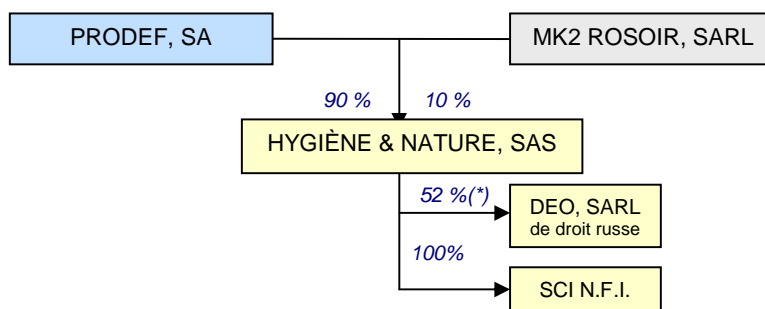 PRODEF, SA
MK2 ROSOIR, SARL
90 %
10 %
HYGIÈNE & NATURE, SAS
52 %(*)
DEO, SARL
de droit russe
100%
SCI N.F.I.